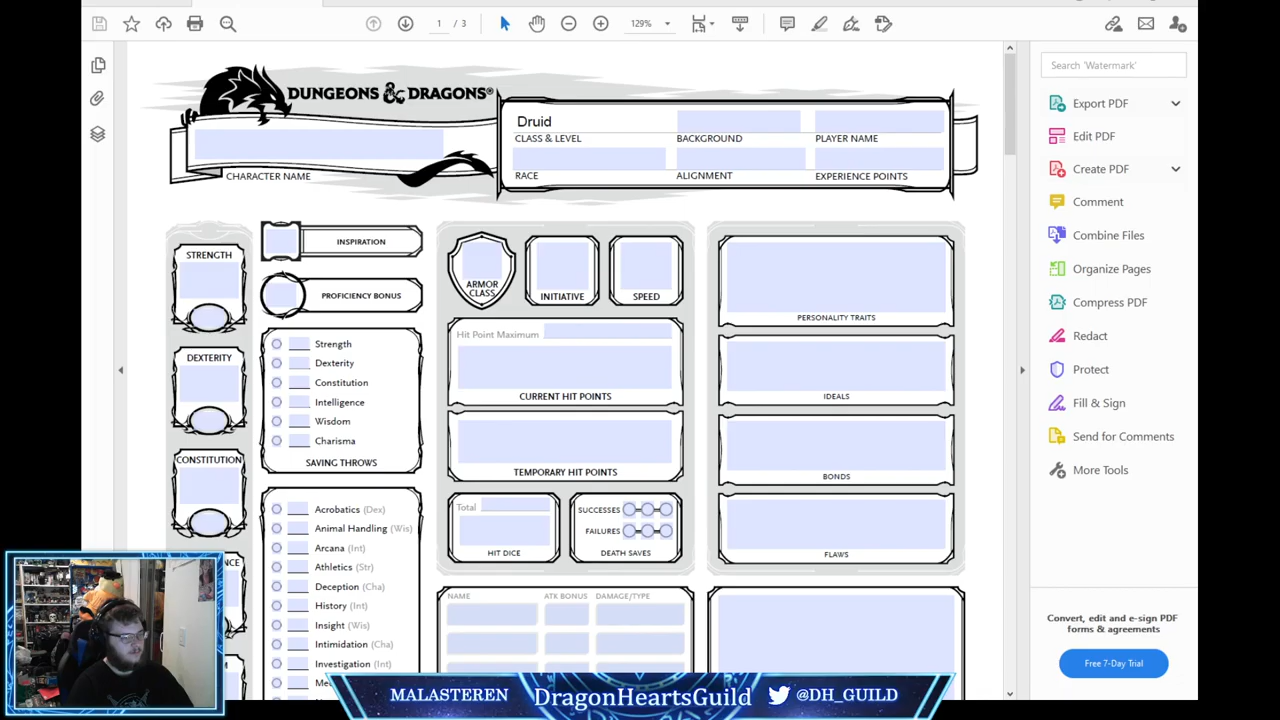 1 / 3
129%
Search 'Watermark'
DUNGEONS & DRAGONS®
Druid
CLASS & LEVEL
BACKGROUND
PLAYER NAME
CHARACTER NAME
RACE
ALIGNMENT
EXPERIENCE POINTS
STRENGTH
DEXTERITY
CONSTITUTION
INSPIRATION
PROFICIENCY BONUS
Strength
Dexterity
Constitution
Intelligence
Wisdom
Charisma
SAVING THROWS
Acrobatics (Dex)
Animal Handling (Wis)
Arcana (Int)
Athletics (Str)
Deception (Cha)
History (Int)
Insight (Wis)
Intimidation (Cha)
Investigation (Int)
ARMOR
CLASS
INITIATIVE
SPEED
Hit Point Maximum
CURRENT HIT POINTS
TEMPORARY HIT POINTS
Total
HIT DICE
SUCCESSES
FAILURES
DEATH SAVES
NAME
ATK BONUS
DAMAGE/TYPE
PERSONALITY TRAITS
IDEALS
BONDS
FLAWS
Export PDF
Edit PDF
Create PDF
Comment
Combine Files
Organize Pages
Compress PDF
Redact
Protect
Fill & Sign
Send for Comments
More Tools
Convert, edit and e-sign PDF
forms & agreements
Free 7-Day Trial
MALASTEREN
DragonHeartsGuild
@DH_GUILD